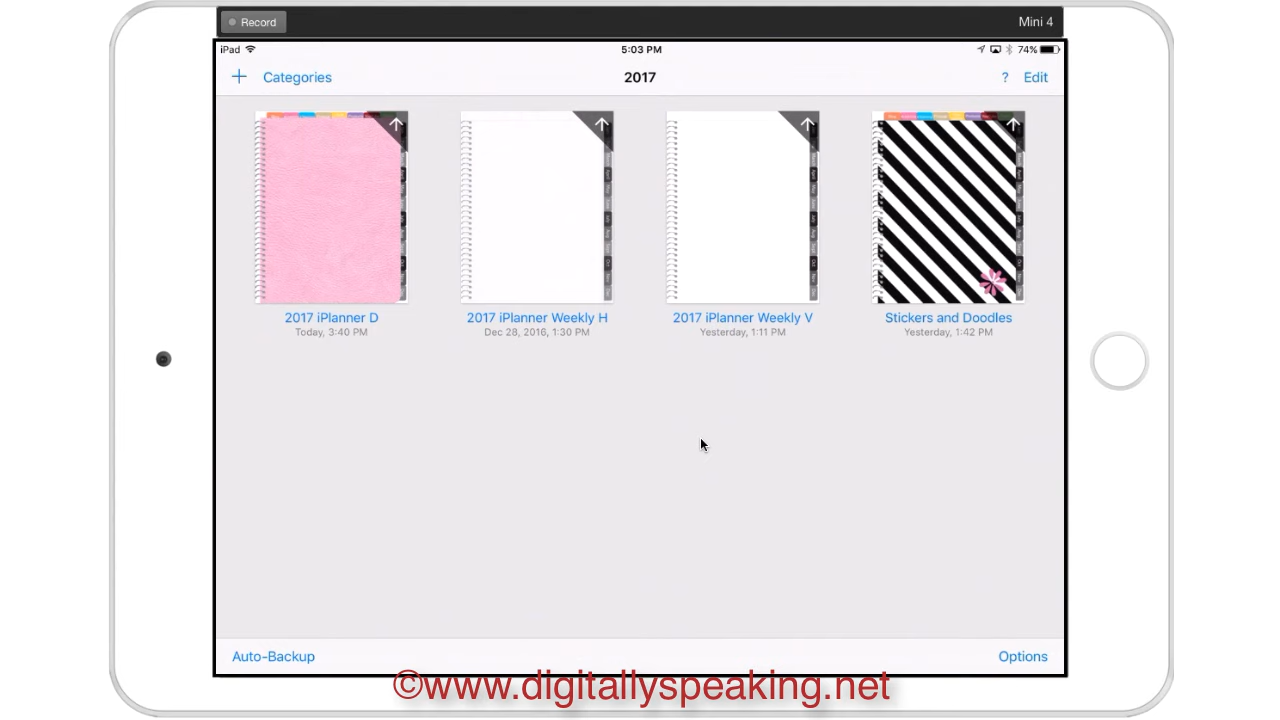 Record
Mini 4
iPad
5:03 PM
74%
Categories
2017
? Edit
2017 iPlanner D
Today, 3:40 PM
2017 iPlanner Weekly H
Dec 28, 2016, 1:30 PM
2017 iPlanner Weekly V
Yesterday, 1:11 PM
Stickers and Doodles
Yesterday, 1:42 PM
Auto-Backup
Options
©www.digitallyspeaking.net